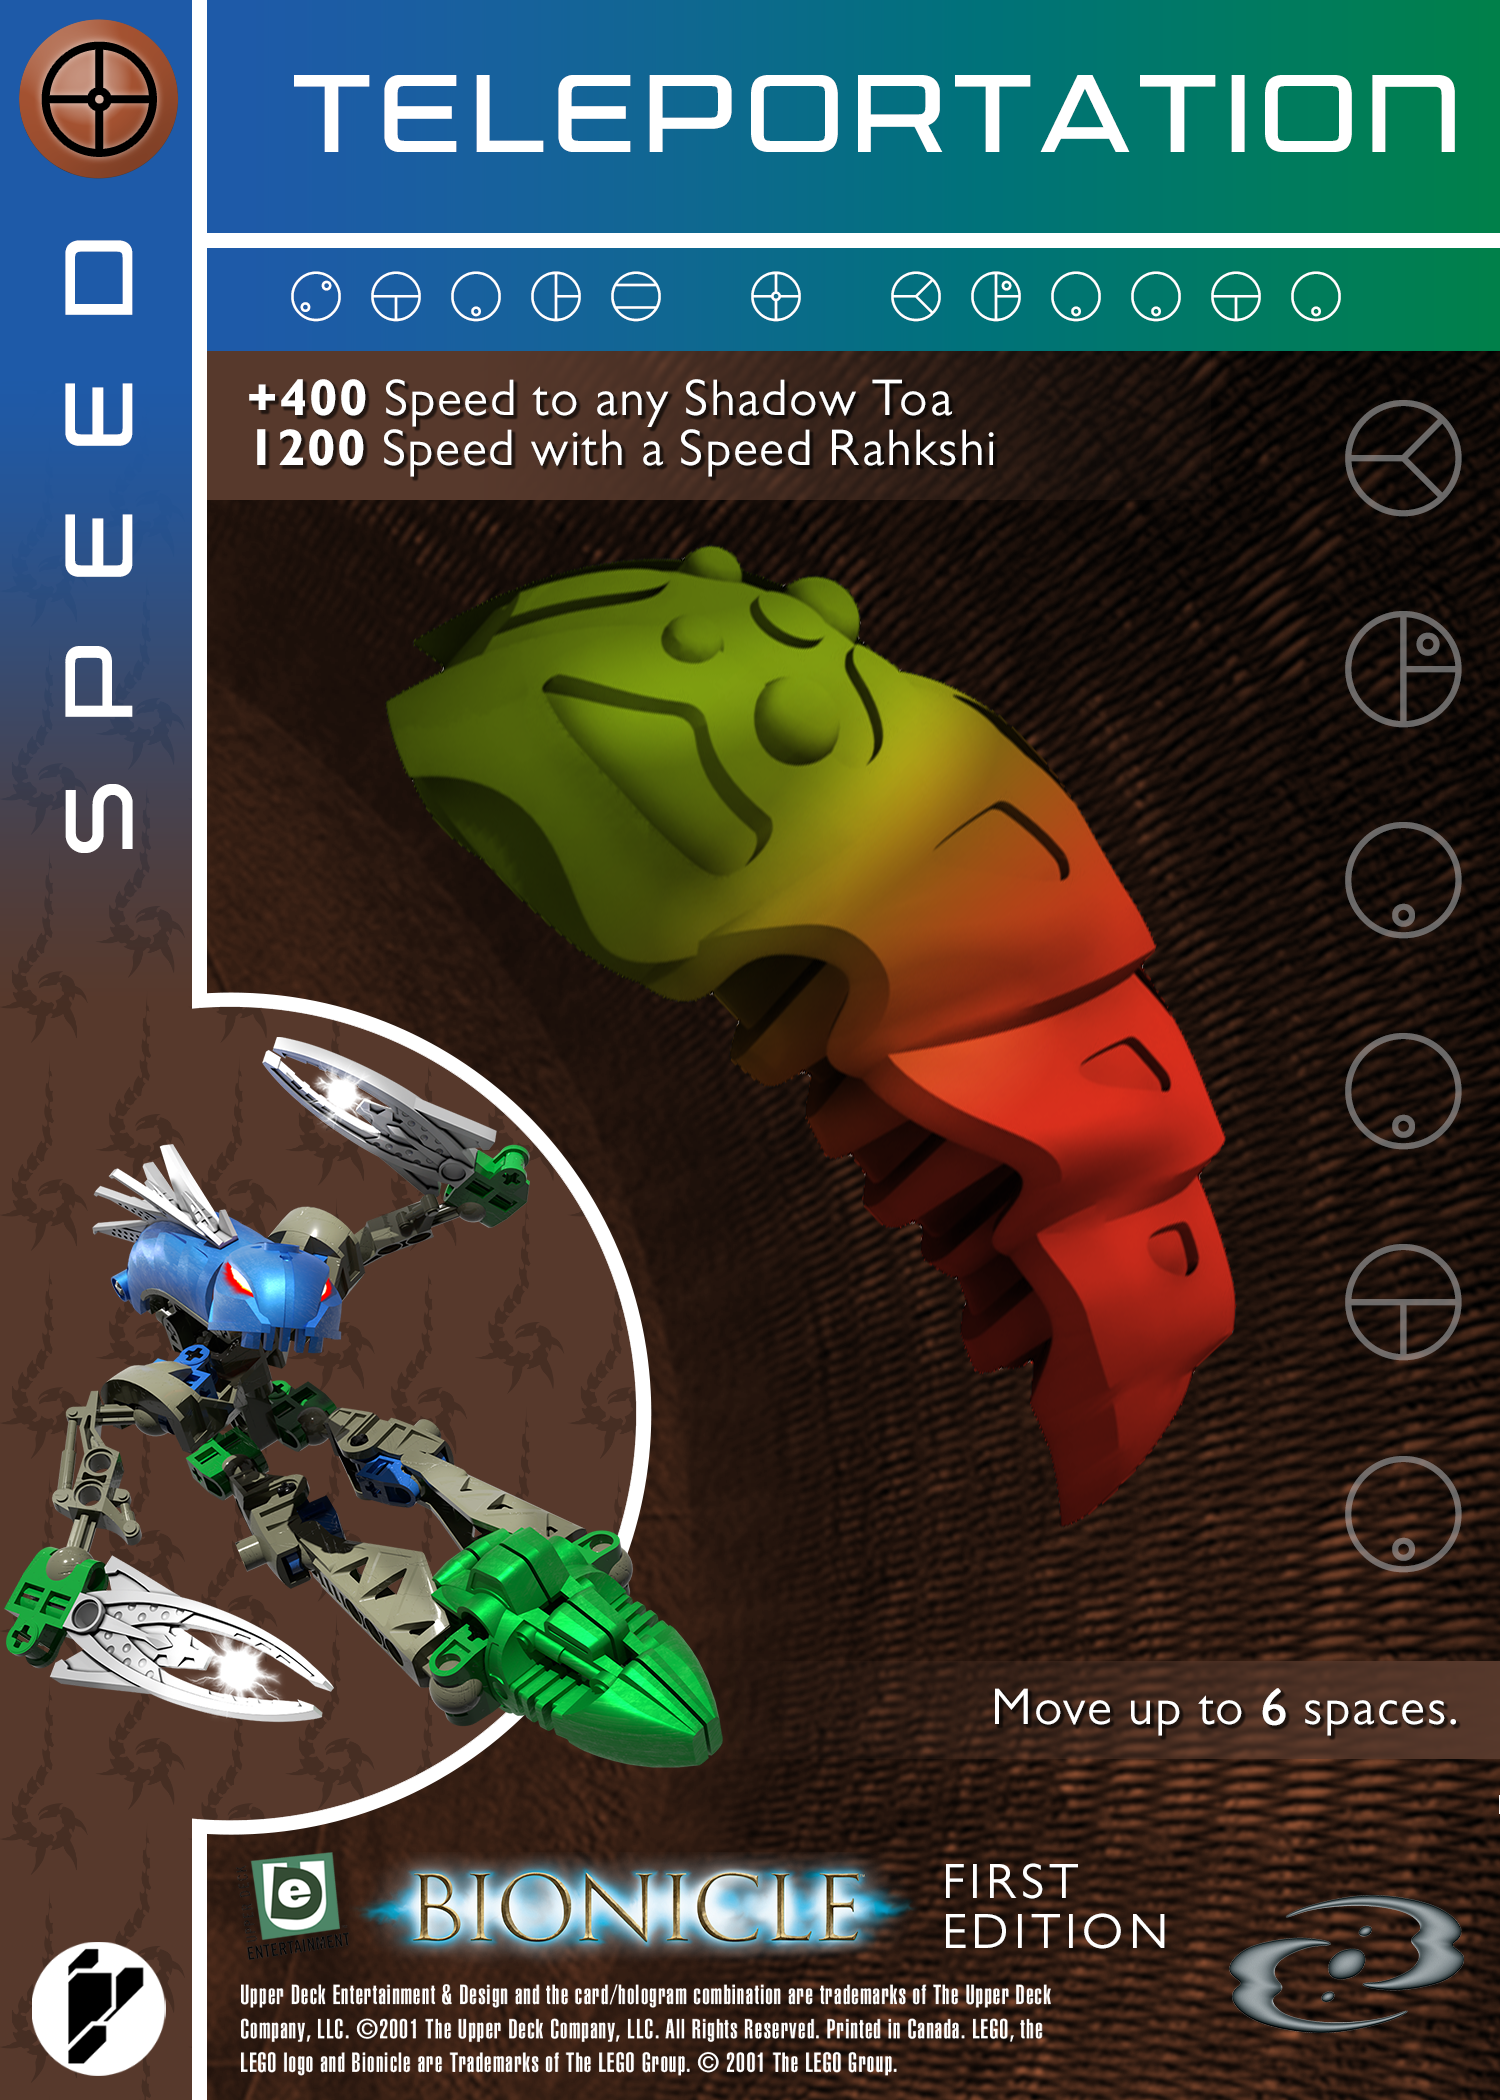 TELEPORTATION
SPEED
+400 Speed to any Shadow Toa
1200 Speed with a Speed Rahkshi
Move up to 6 spaces.
de
ENTERTAINMENT
BIONICLE
FIRST
EDITION
Upper Deck Entertainment & Design and the card/hologram combination are trademarks of The Upper Deck
Company, LLC. ©2001 The Upper Deck Company, LLC. All Rights Reserved. Printed in Canada. LEGO, the
LEGO logo and Bionicle are Trademarks of The LEGO Group. © 2001 The LEGO Group.